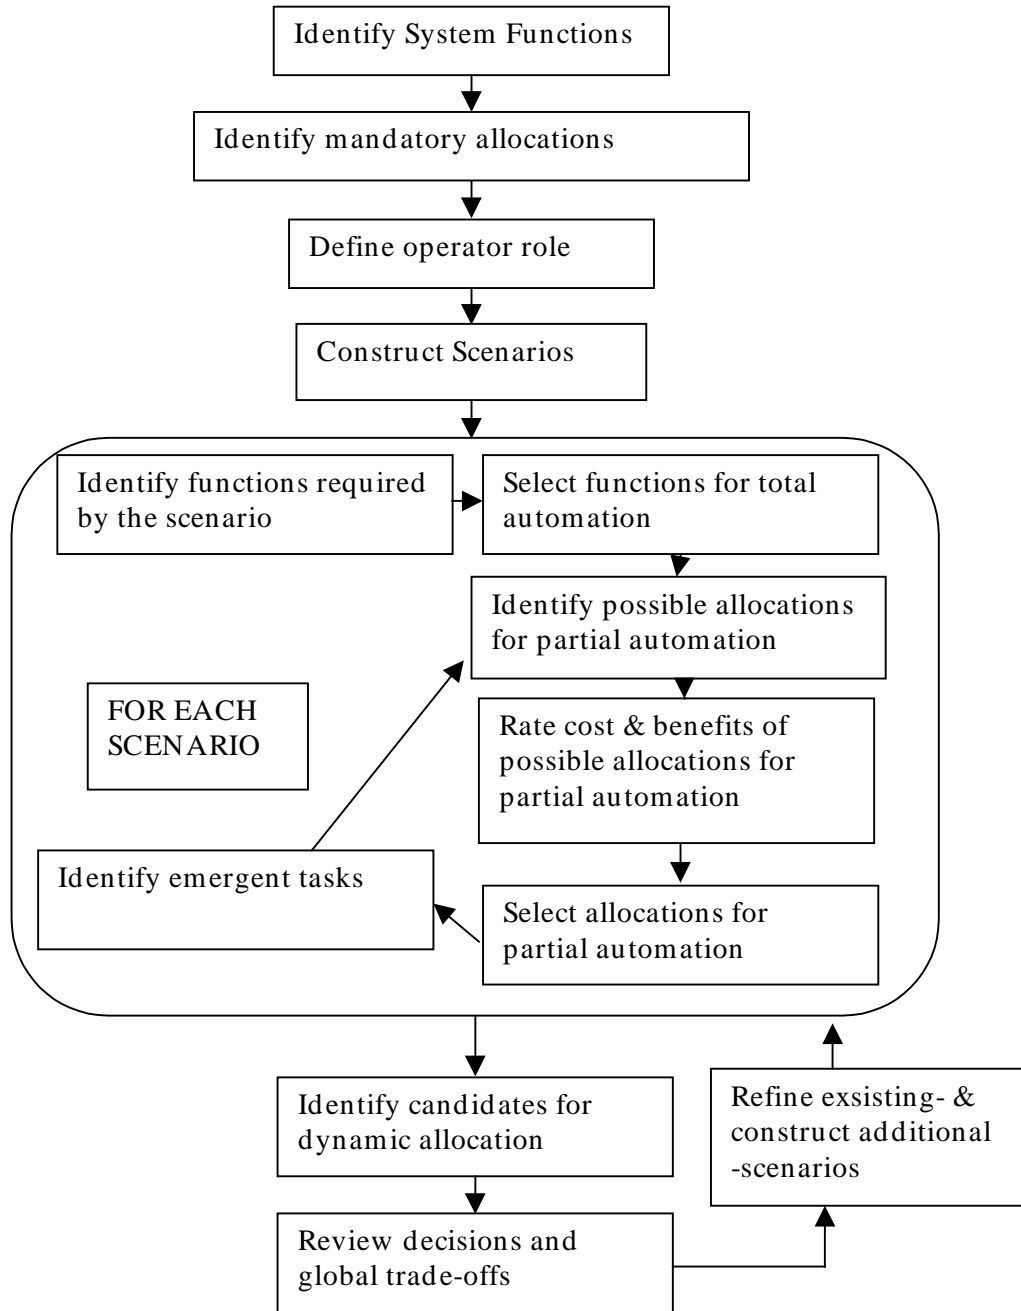 Identify System Functions
Identify mandatory allocations
Define operator role
Construct Scenarios
Identify functions required
by the scenario
Select functions for total
automation
Identify possible allocations
for partial automation
FOR EACH
SCENARIO
Rate cost & benefits of
possible allocations for
partial automation
Identify emergent tasks
Select allocations for
partial automation
Identify candidates for
dynamic allocation
Refine exsisting- &
construct additional
-scenarios
Review decisions and
global trade-offs